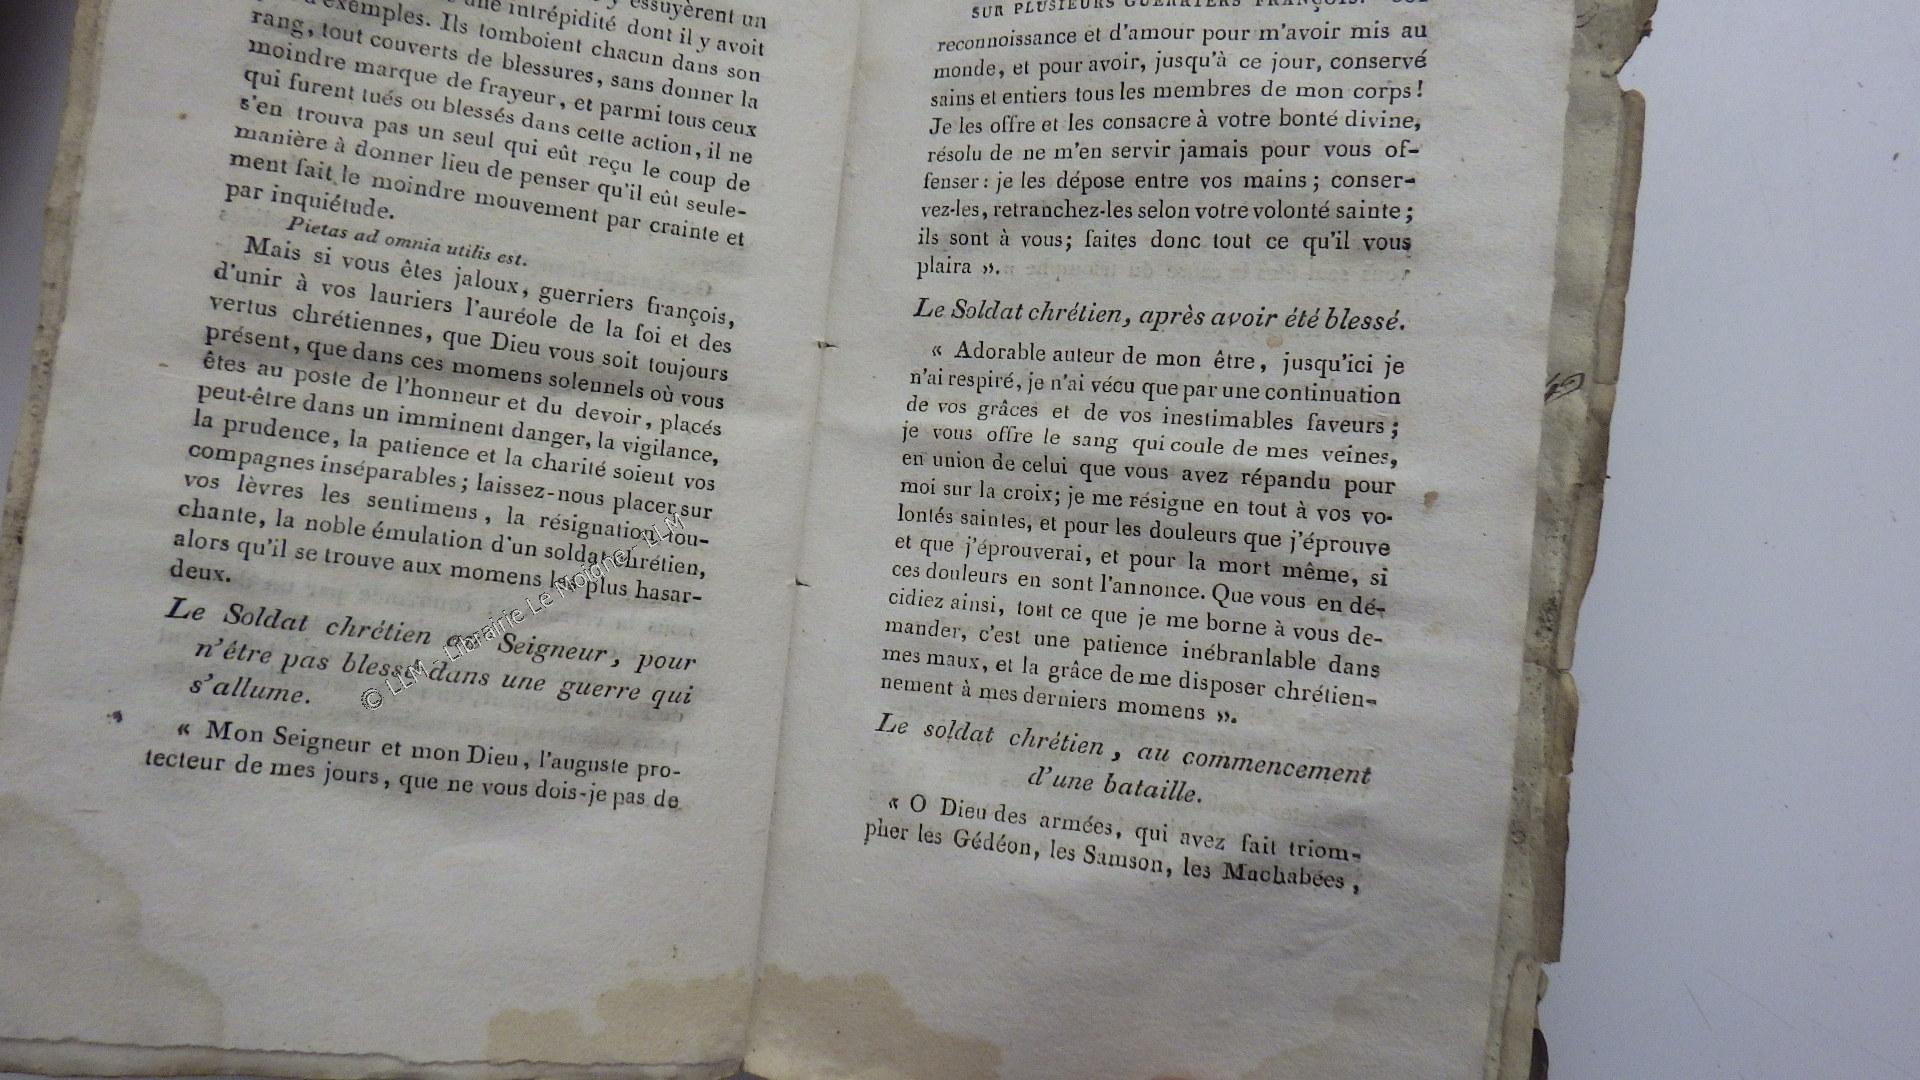 essuyèrent un
une intrépidité dont il y avoit
d'exemples. Ils tomboient chacun dans son
rang, tout couverts de blessures, sans donner la
moindre marque de frayeur, et parmi tous ceux
qui furent tués ou blessés dans cette action, il ne
s'en trouva pas un seul qui eût reçu le coup de
manière à donner lieu de penser qu'il eût seule-
ment fait le moindre mouvement par crainte et
par inquiétude.
Pietas ad omnia utilis est.
Mais si vous êtes jaloux, guerriers françois,
d'unir à vos lauriers l'auréole de la foi et des
vertus chrétiennes, que Dieu vous soit toujours
présent, que dans ces momens solennels où vous
êtes au poste de l'honneur et du devoir, placés
peut-être dans un imminent danger, la vigilance,
la prudence, la patience et la charité soient vos
compagnes inséparables; laissez-nous placer sur
vos lèvres les sentimens, la résignation tou-
chante, la noble émulation d'un soldat chrétien,
alors qu'il se trouve aux momens les plus hasar-
deux.
Le Soldat chrétien au Seigneur, pour
n'être pas blessé dans une guerre qui
s'allume.
« Mon Seigneur et mon Dieu, l'auguste pro-
tecteur de mes jours, que ne vous dois-je pas de
© LLM - Librairie Le Moigne - LLM
SUR PLUSIEURS GUERRIERS FRANÇOIS.
reconnoissance et d'amour pour m'avoir mis au
monde, et pour avoir, jusqu'à ce jour, conservé
sains et entiers tous les membres de mon corps!
Je les offre et les consacre à votre bonté divine,
résolu de ne m'en servir jamais pour vous of-
fenser: je les dépose entre vos mains; conser-
vez-les, retranchez-les selon votre volonté sainte;
ils sont à vous; faites donc tout ce qu'il vous
plaira ».
Le Soldat chrétien, après avoir été blessé.
« Adorable auteur de mon être, jusqu'ici je
n'ai respiré, je n'ai vécu que par une continuation
de vos grâces et de vos inestimables faveurs;
je vous offre le sang qui coule de mes veines,
en union de celui que vous avez répandu pour
moi sur la croix; je me résigne en tout à vos vo-
lontés saintes, et pour les douleurs que j'éprouve
et que j'éprouverai, et pour la mort même, si
ces douleurs en sont l'annonce. Que vous en dé-
cidiez ainsi, tout ce que je me borne à vous de-
mander, c'est une patience inébranlable dans
mes maux, et la grâce de me disposer chrétien-
nement à mes derniers momens ».
Le soldat chrétien, au commencement
d'une bataille.
« O Dieu des armées, qui avez fait triom-
pher les Gédéon, les Samson, les Machabées,